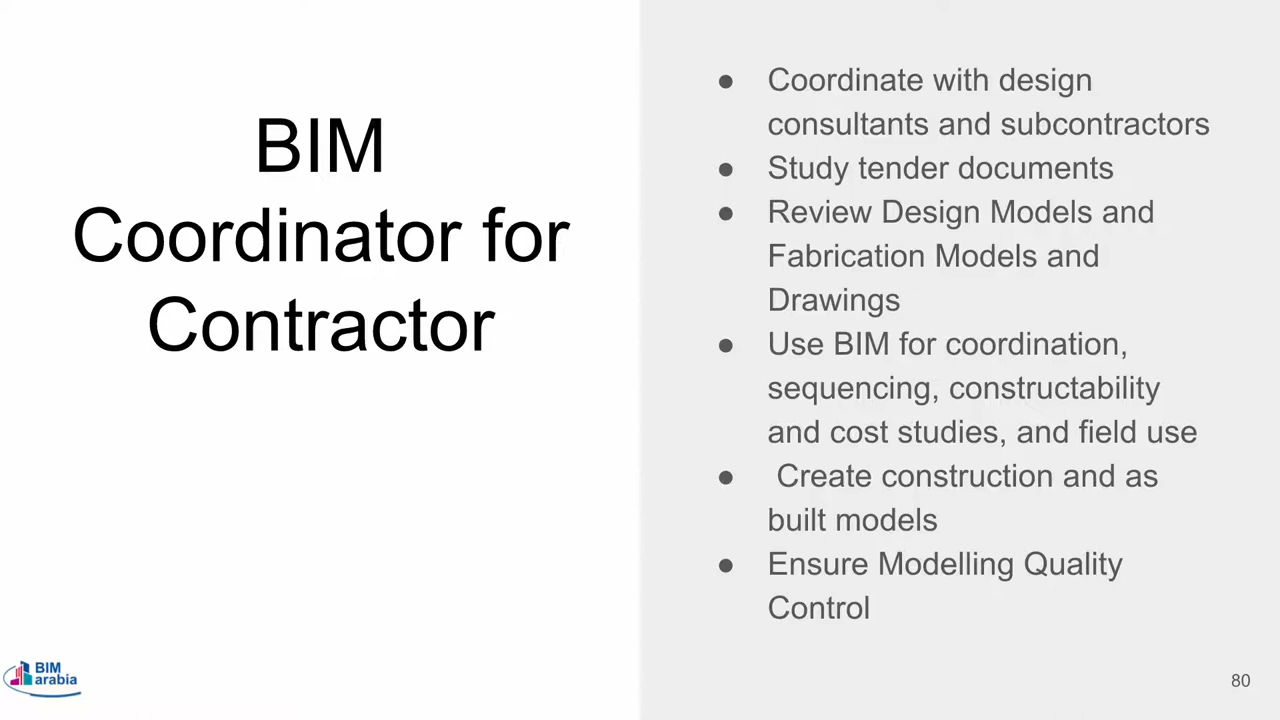 BIM
Coordinator for
Contractor
● Coordinate with design
consultants and subcontractors
● Study tender documents
● Review Design Models and
Fabrication Models and
Drawings
● Use BIM for coordination,
sequencing, constructability
and cost studies, and field use
● Create construction and as
built models
● Ensure Modelling Quality
Control
BIM
arabia
80